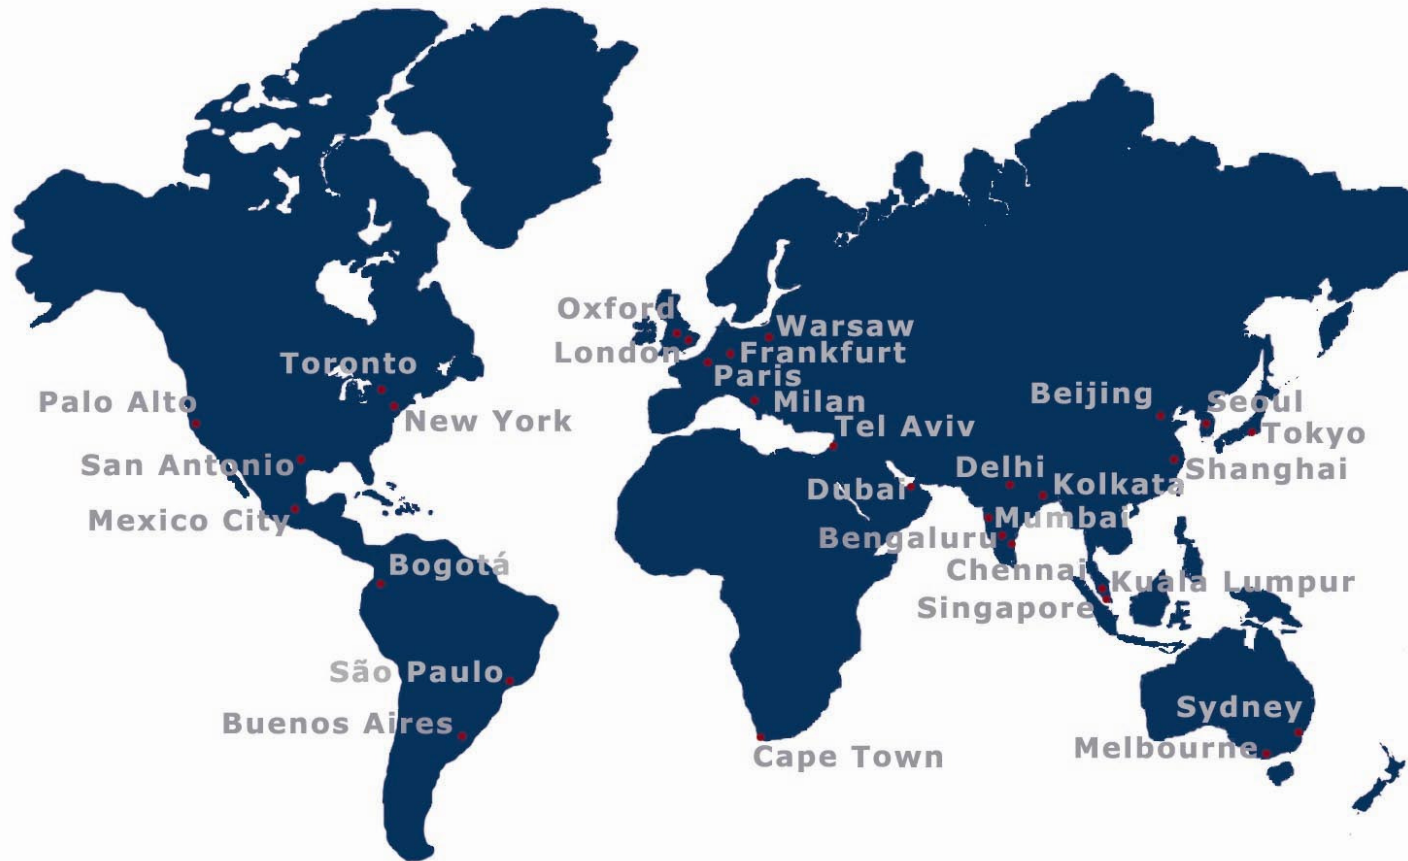 Oxford
Warsaw
London
Frankfurt
Toronto
Paris
Palo Alto
Milan
Beijing
Seoul
New York
Tel Aviv
Tokyo
San Antonio
Delhi
Shanghai
Dubai
Kolkata
Mexico City
Mumbai
Bengaluru
Bogotá
Chennai
Kuala Lumpur
Singapore
São Paulo
Sydney
Buenos Aires
Melbourne
Cape Town